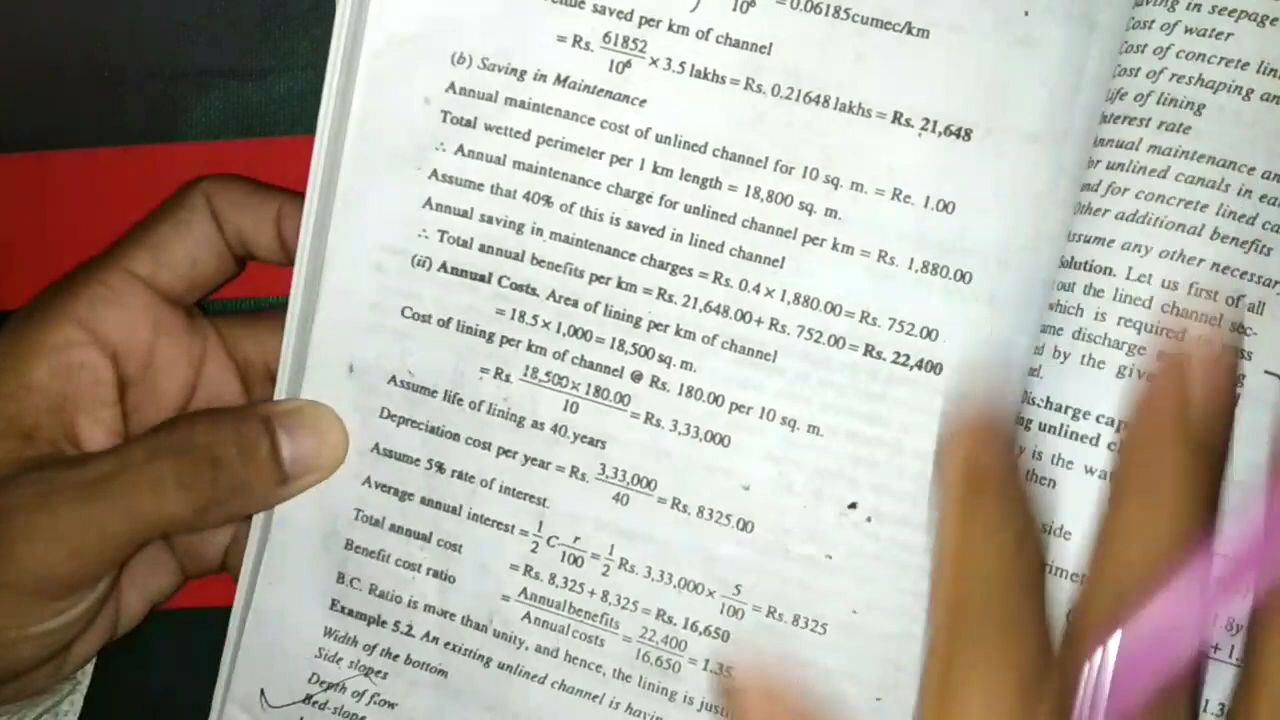 10⁶ = 0.06185cumec/km
saved per km of channel
= Rs. 61852/10⁶ × 3.5 lakhs = Rs. 0.21648 lakhs = Rs. 21,648
(b) Saving in Maintenance
Annual maintenance cost of unlined channel for 10 sq. m. = Re. 1.00
Total wetted perimeter per 1 km length = 18,800 sq. m.
∴ Annual maintenance charge for unlined channel per km = Rs. 1,880.00
Assume that 40% of this is saved in lined channel
Annual saving in maintenance charges = Rs. 0.4 × 1,880.00 = Rs. 752.00
∴ Total annual benefits per km = Rs. 21,648.00 + Rs. 752.00 = Rs. 22,400
(ii) Annual Costs. Area of lining per km of channel
= 18.5 × 1,000 = 18,500 sq. m.
Cost of lining per km of channel @ Rs. 180.00 per 10 sq. m.
= Rs. 18,500 × 180.00/10 = Rs. 3,33,000
Assume life of lining as 40 years
Depreciation cost per year = Rs. 3,33,000/40 = Rs. 8325.00
Assume 5% rate of interest.
Average annual interest = 1/2 C r/100 = 1/2 Rs. 3,33,000 × 5/100 = Rs. 8325
Total annual cost = Rs. 8,325 + 8,325 = Rs. 16,650
Benefit cost ratio = Annual benefits/Annual costs = 22,400/16,650 = 1.35
B.C. Ratio is more than unity, and hence, the lining is
Example 5.2. An existing unlined channel is
Width of the bottom
Side slopes
Depth of flow
Bed-slope
in seepage
Cost of water
Cost of concrete
Cost of reshaping
Life of lining
Interest rate
Annual maintenance
unlined canals in
for concrete lined
Other additional benefits
Assume any other
Solution. Let us first of all
out the lined channel sec-
which is required
discharge
by the
Discharge
unlined
is the
then
side
1.8y
1.3